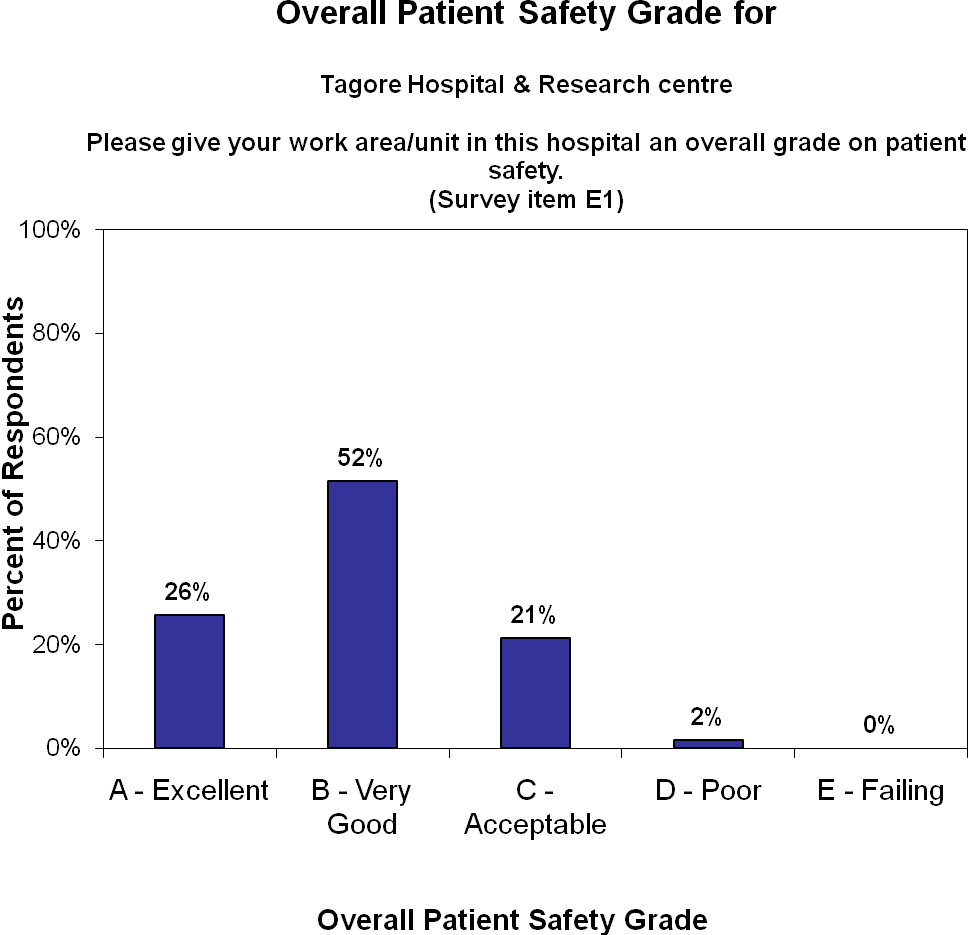 Overall Patient Safety Grade for
Tagore Hospital & Research centre
Please give your work area/unit in this hospital an overall grade on patient
safety.
(Survey item E1)
Percent of Respondents
100%
80%
60%
40%
20%
0%
26%
52%
21%
2%
0%
A - Excellent
B - Very
Good
C -
Acceptable
D - Poor
E - Failing
Overall Patient Safety Grade